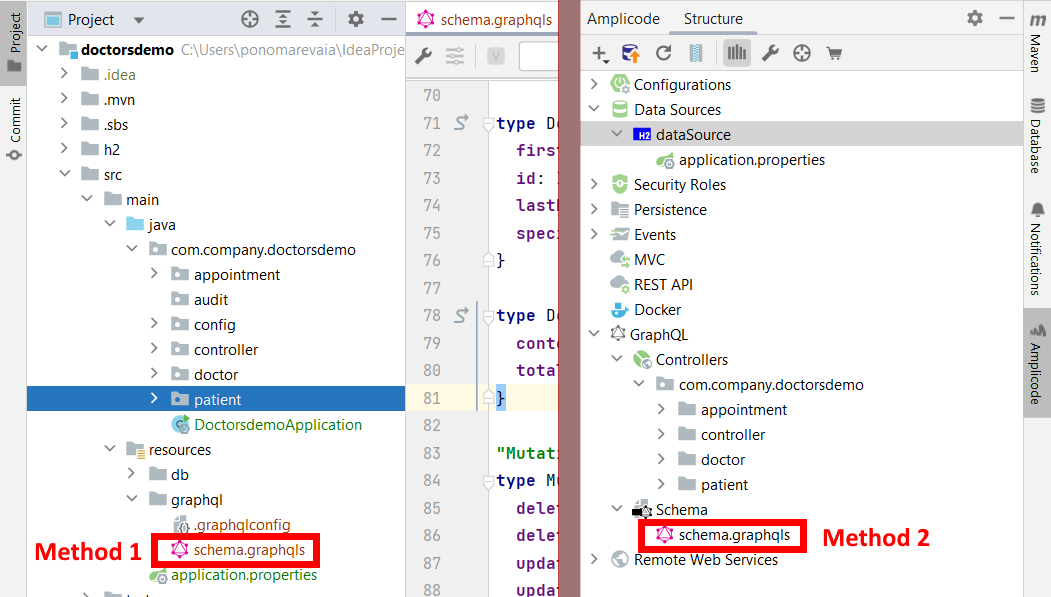 Project
Commit
Project
doctorsdemo C:\Users\ponomarevaia\IdeaProje
.idea
.mvn
.sbs
h2
src
main
java
com.company.doctorsdemo
appointment
audit
config
controller
doctor
patient
DoctorsdemoApplication
resources
db
graphql
.graphqlconfig
Method 1
schema.graphqls
application.properties
schema.graphqls
70
71 type Do
72 first
73 id:
74 lastN
75 speci
76 }
77
78 type Do
79 conte
80 total
81 }
82
83 "Mutati
84 type Mu
85 delet
86 delet
87 updat
88 updat
Amplicode Structure
Configurations
Data Sources
H2 dataSource
application.properties
Security Roles
Persistence
Events
MVC
REST API
Docker
GraphQL
Controllers
com.company.doctorsdemo
appointment
controller
doctor
patient
Schema
schema.graphqls
Method 2
Remote Web Services
m
Maven
Database
Notifications
Amplicode